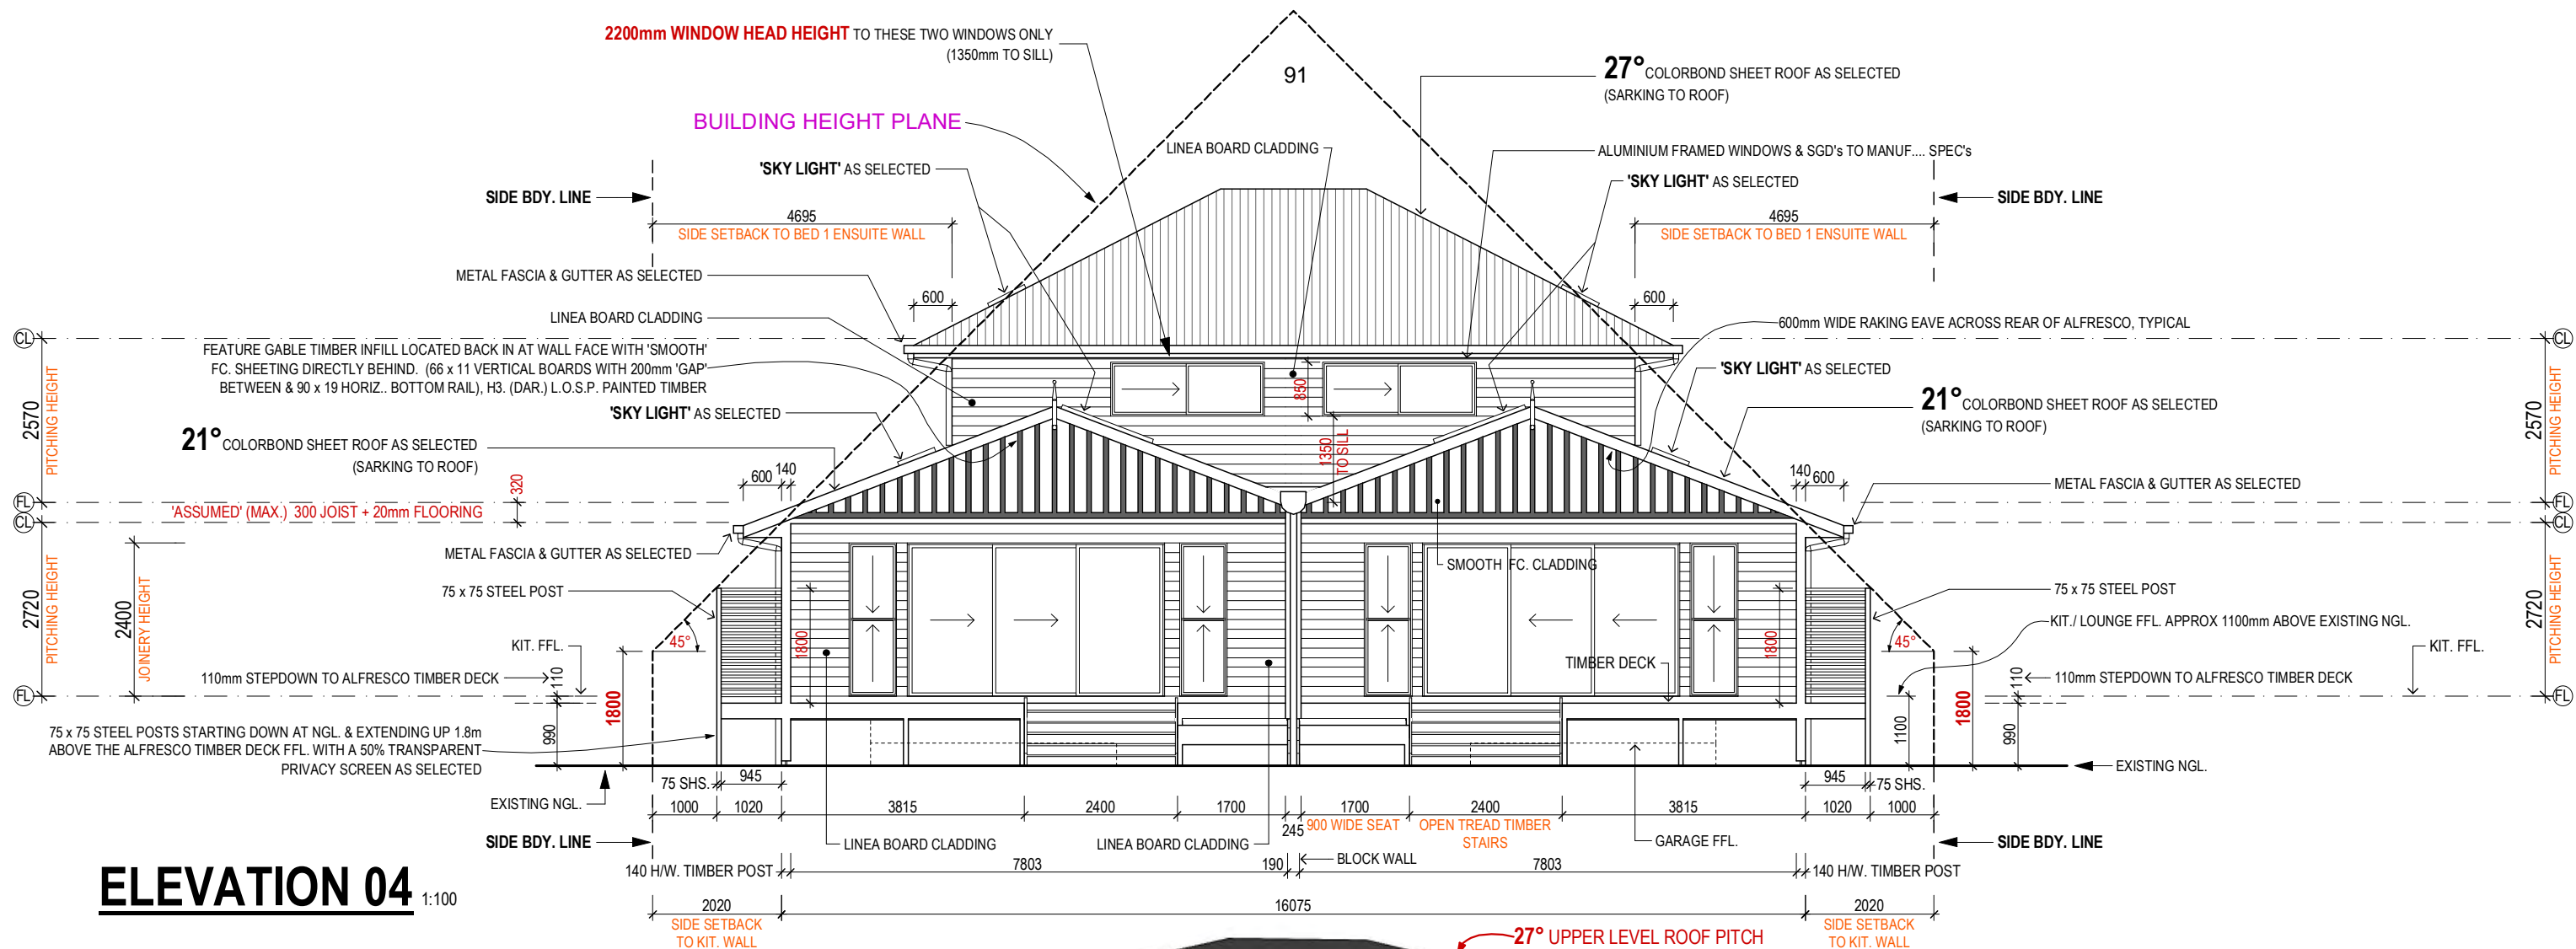 2200mm WINDOW HEAD HEIGHT TO THESE TWO WINDOWS ONLY
(1350mm TO SILL)
91
27° COLORBOND SHEET ROOF AS SELECTED
(SARKING TO ROOF)
BUILDING HEIGHT PLANE
LINEA BOARD CLADDING
ALUMINIUM FRAMED WINDOWS & SGD's TO MANUF.... SPEC's
'SKY LIGHT' AS SELECTED
'SKY LIGHT' AS SELECTED
SIDE BDY. LINE
SIDE BDY. LINE
4695
SIDE SETBACK TO BED 1 ENSUITE WALL
4695
SIDE SETBACK TO BED 1 ENSUITE WALL
METAL FASCIA & GUTTER AS SELECTED
600
600
LINEA BOARD CLADDING
600mm WIDE RAKING EAVE ACROSS REAR OF ALFRESCO, TYPICAL
CL
CL
FEATURE GABLE TIMBER INFILL LOCATED BACK IN AT WALL FACE WITH 'SMOOTH'
FC. SHEETING DIRECTLY BEHIND. (66 x 11 VERTICAL BOARDS WITH 200mm 'GAP'
BETWEEN & 90 x 19 HORIZ.. BOTTOM RAIL), H3. (DAR.) L.O.S.P. PAINTED TIMBER
'SKY LIGHT' AS SELECTED
850
'SKY LIGHT' AS SELECTED
2570
PITCHING HEIGHT
2570
PITCHING HEIGHT
21° COLORBOND SHEET ROOF AS SELECTED
(SARKING TO ROOF)
21° COLORBOND SHEET ROOF AS SELECTED
(SARKING TO ROOF)
1350
TO SILL
600
140
140
600
320
METAL FASCIA & GUTTER AS SELECTED
FL
FL
'ASSUMED' (MAX.) 300 JOIST + 20mm FLOORING
CL
CL
METAL FASCIA & GUTTER AS SELECTED
SMOOTH FC. CLADDING
2720
PITCHING HEIGHT
2400
JOINERY HEIGHT
2720
PITCHING HEIGHT
75 x 75 STEEL POST
75 x 75 STEEL POST
1800
1800
45°
45°
KIT./ LOUNGE FFL. APPROX 1100mm ABOVE EXISTING NGL.
KIT. FFL.
KIT. FFL.
TIMBER DECK
110mm STEPDOWN TO ALFRESCO TIMBER DECK
110
110
110mm STEPDOWN TO ALFRESCO TIMBER DECK
FL
FL
1800
990
1100
1800
990
75 x 75 STEEL POSTS STARTING DOWN AT NGL. & EXTENDING UP 1.8m
ABOVE THE ALFRESCO TIMBER DECK FFL. WITH A 50% TRANSPARENT
PRIVACY SCREEN AS SELECTED
EXISTING NGL.
EXISTING NGL.
75 SHS.
945
945
75 SHS.
1000
1020
3815
2400
1700
1700
2400
3815
1020
1000
245
900 WIDE SEAT
OPEN TREAD TIMBER
STAIRS
SIDE BDY. LINE
LINEA BOARD CLADDING
LINEA BOARD CLADDING
GARAGE FFL.
SIDE BDY. LINE
BLOCK WALL
140 H/W. TIMBER POST
7803
190
7803
140 H/W. TIMBER POST
ELEVATION 04 1:100
2020
16075
2020
SIDE SETBACK
TO KIT. WALL
SIDE SETBACK
TO KIT. WALL
27° UPPER LEVEL ROOF PITCH